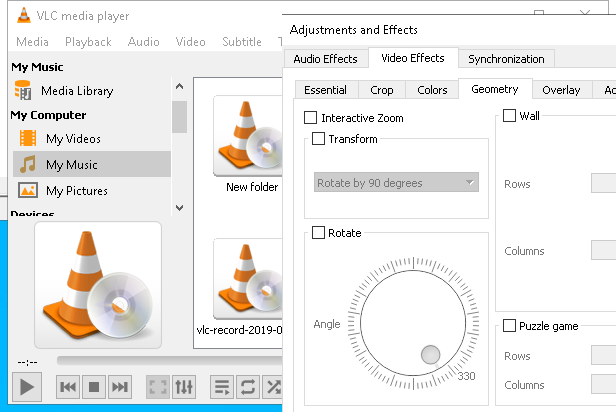 VLC media player
Media Playback Audio Video Subtitle
My Music
Media Library
My Computer
My Videos
My Music
My Pictures
Devices
New folder
vlc-record-2019-0
--:--
Adjustments and Effects
Audio Effects Video Effects Synchronization
Essential Crop Colors Geometry Overlay
Interactive Zoom
Transform
Rotate by 90 degrees
Rotate
Angle
330
Wall
Rows
Columns
Puzzle game
Rows
Columns